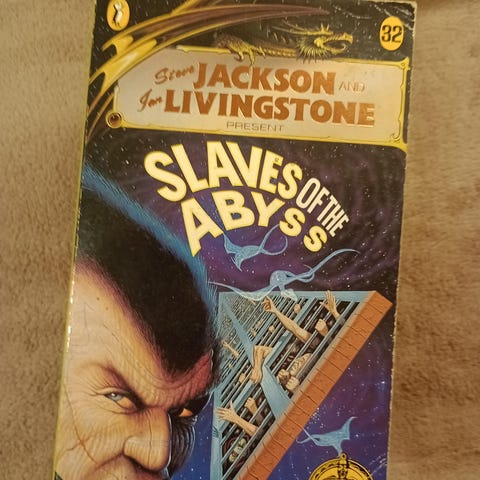 32
Steve JACKSON AND
Ian LIVINGSTONE
PRESENT
SLAVES OF THE
ABYSS